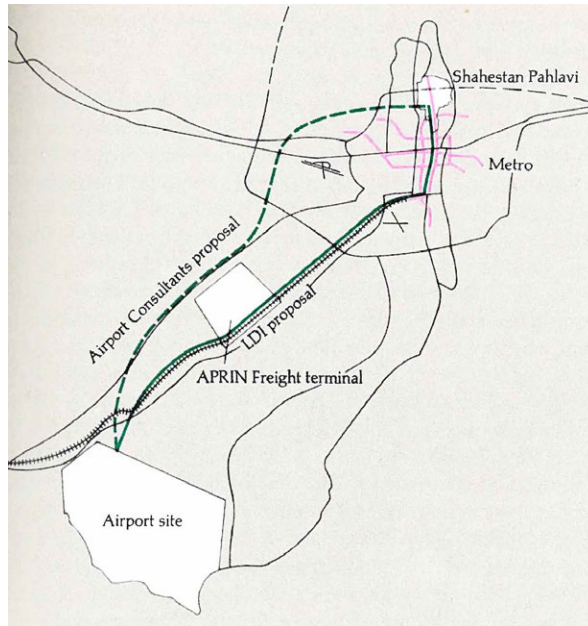 Shahestan Pahlavi
Metro
Airport Consultants proposal
LDI proposal
APRIN Freight terminal
Airport site